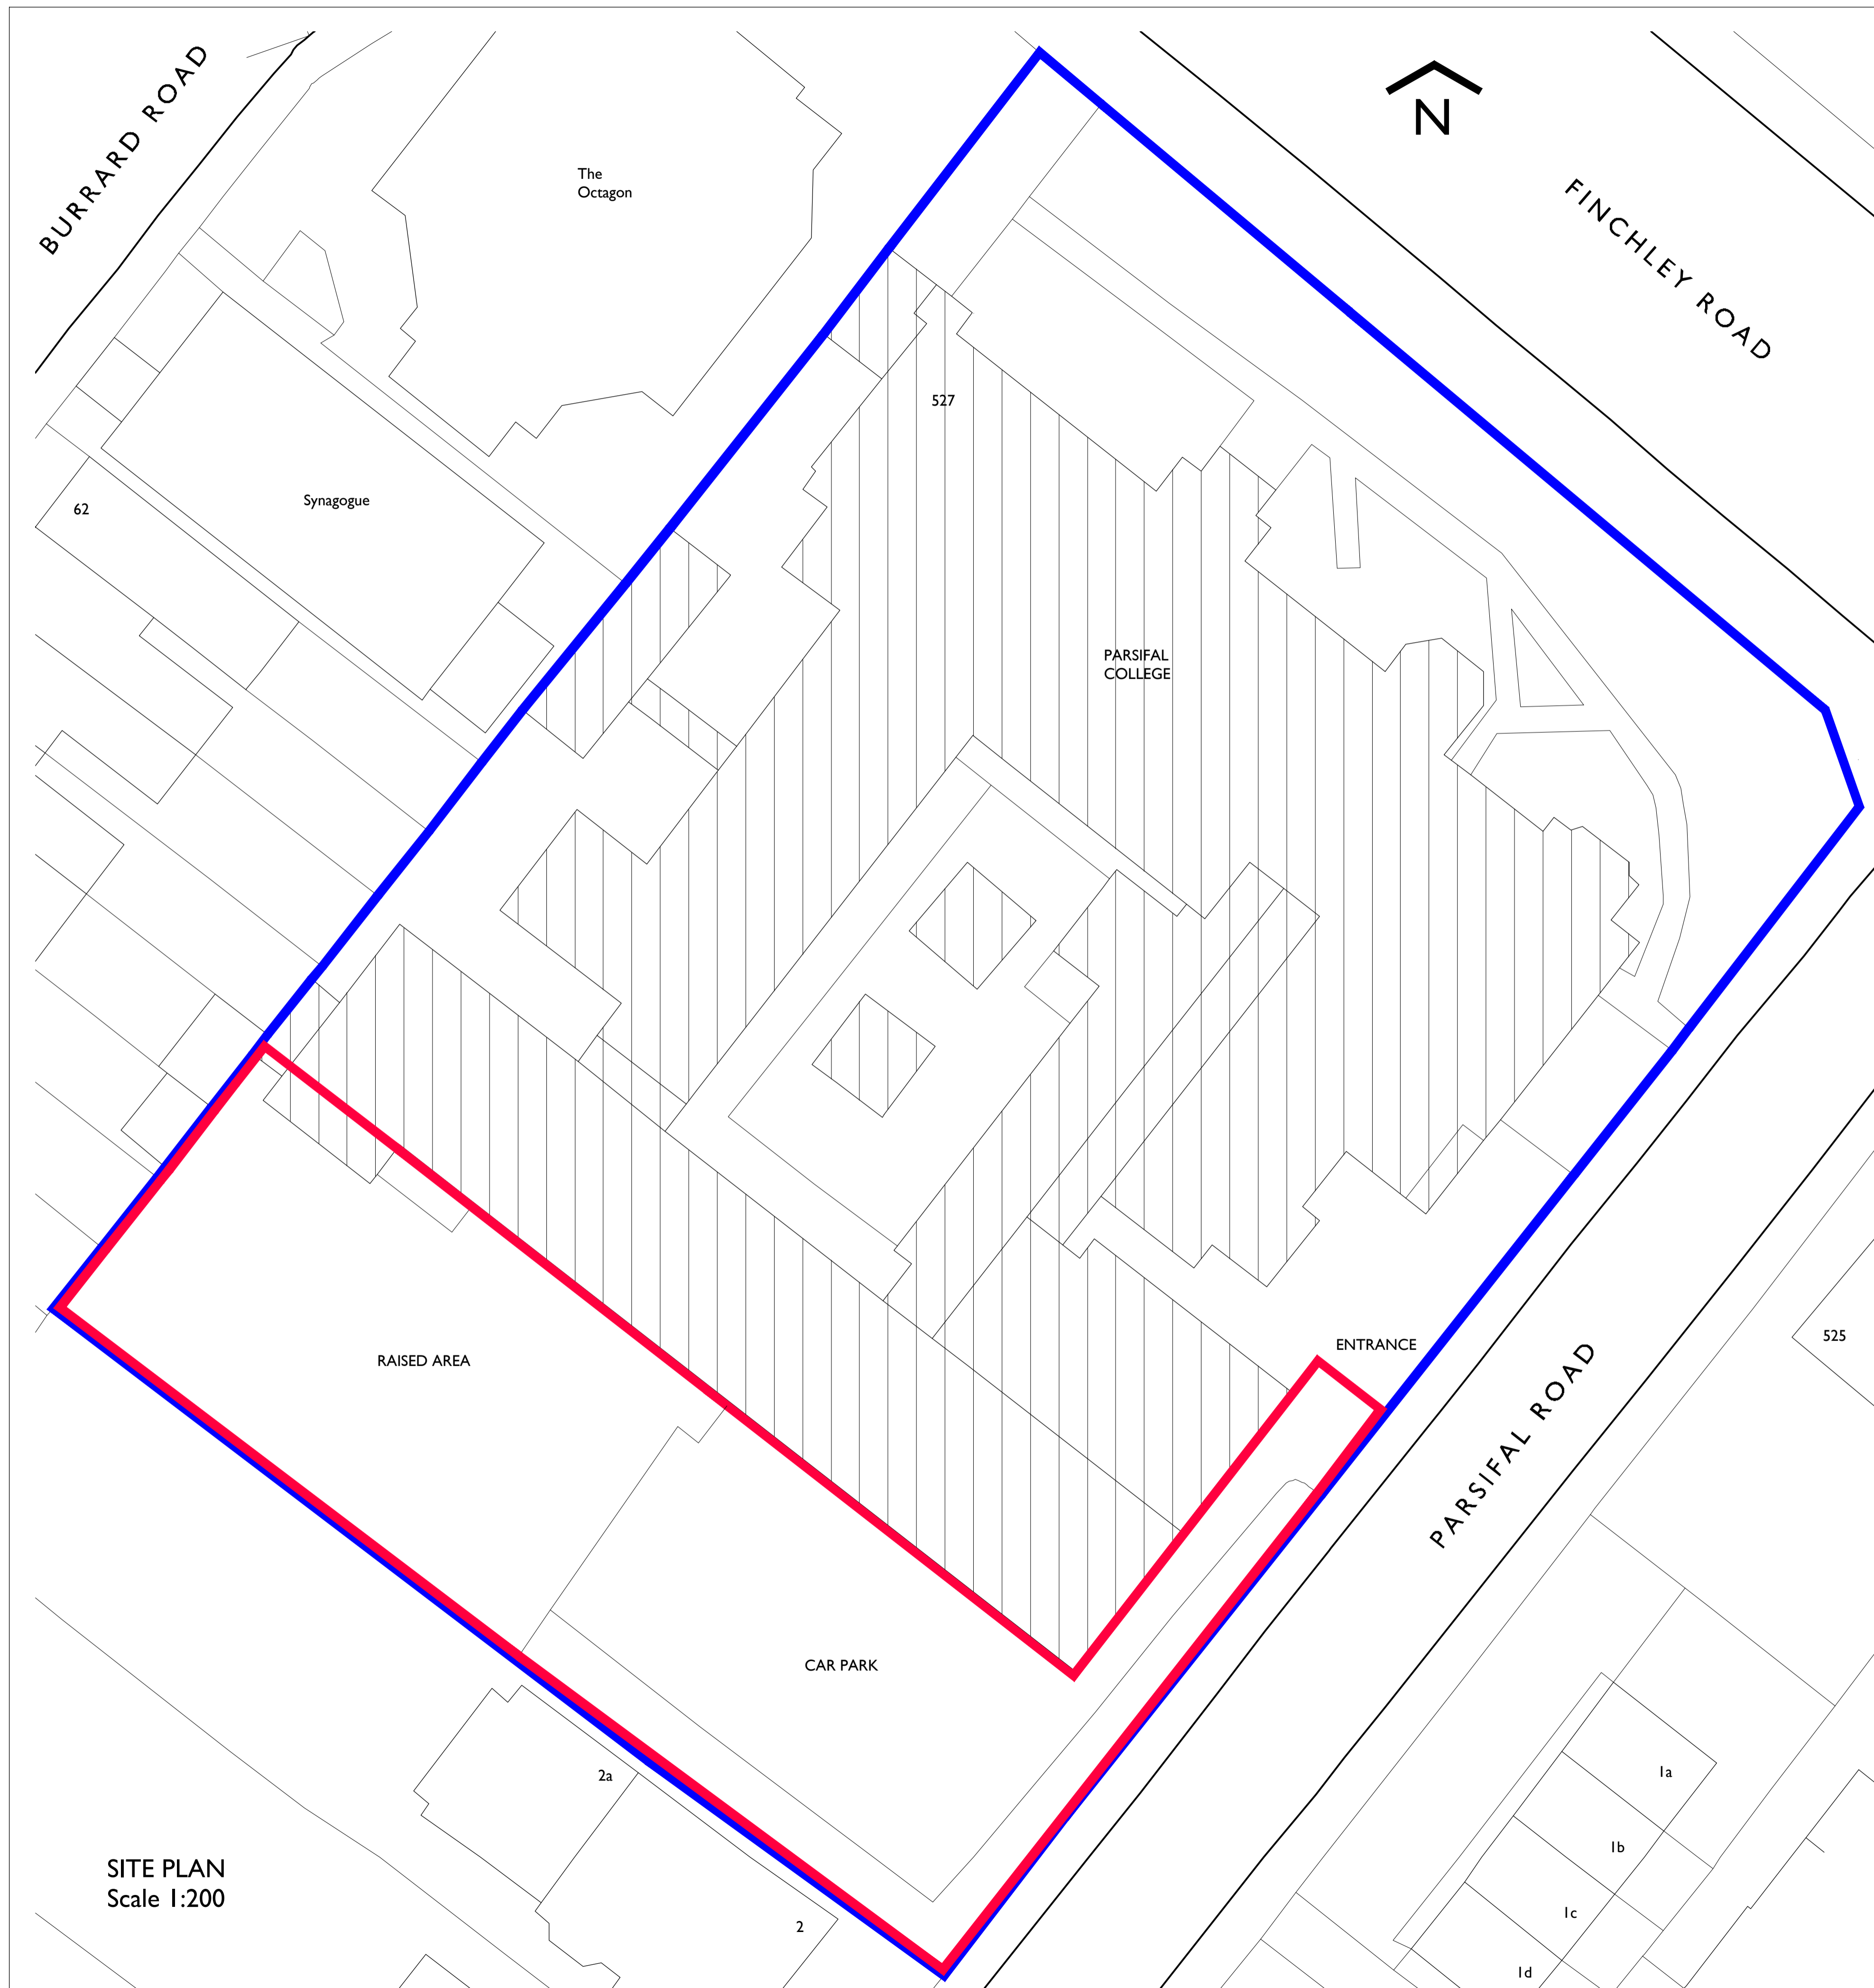 BURRARD ROAD
N
The
Octagon
FINCHLEY ROAD
527
Synagogue
62
PARSIFAL
COLLEGE
ENTRANCE
525
RAISED AREA
PARSIFAL ROAD
CAR PARK
2a
1a
1b
SITE PLAN
Scale 1:200
1c
2
1d